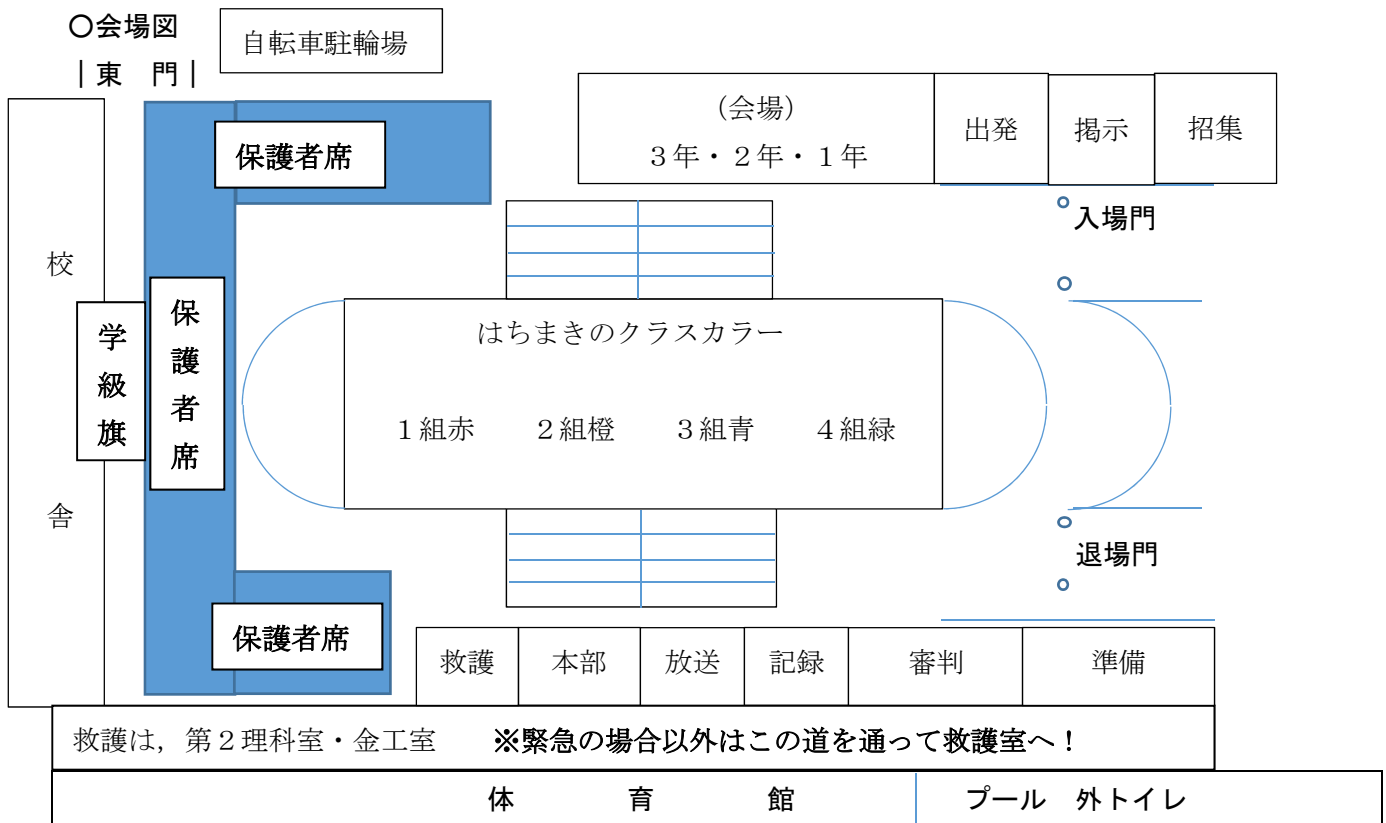 〇会場図
自転車駐輪場
|東　門|
(会場)
３年・２年・１年
出発
掲示
招集
保護者席
入場門
校舎
学級旗
保護者席
はちまきのクラスカラー
１組赤　２組橙　３組青　４組緑
退場門
保護者席
救護
本部
放送
記録
審判
準備
救護は，第２理科室・金工室　※緊急の場合以外はこの道を通って救護室へ！
体　育　館
プール　外トイレ